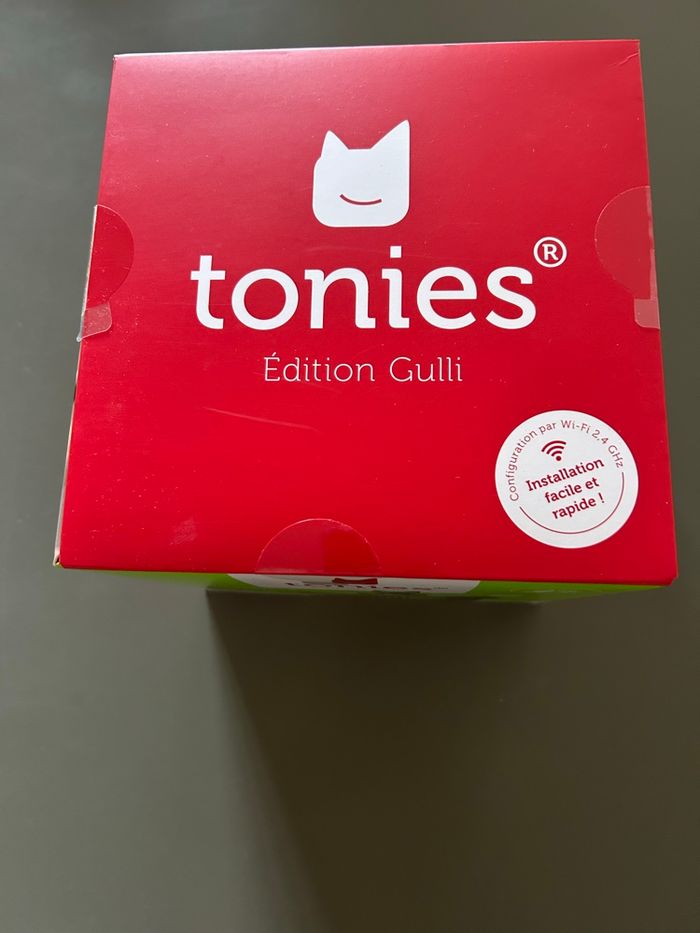 tonies®
Édition Gulli
Configuration par Wi-Fi 2,4 GHz
Installation
facile et
rapide !